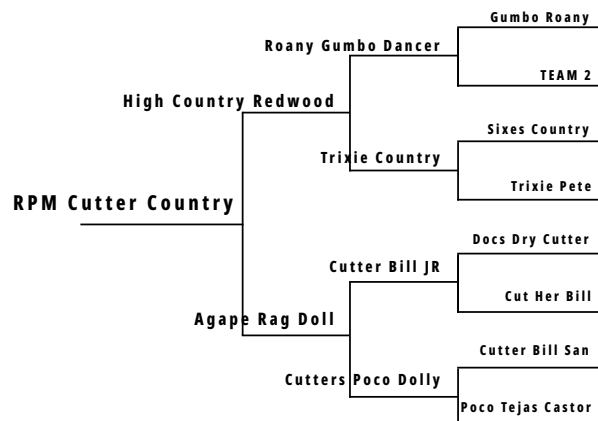 Gumbo Roany
Roany Gumbo Dancer
TEAM 2
High Country Redwood
Sixes Country
Trixie Country
Trixie Pete
RPM Cutter Country
Docs Dry Cutter
Cutter Bill JR
Cut Her Bill
Agape Rag Doll
Cutter Bill San
Cutters Poco Dolly
Poco Tejas Castor